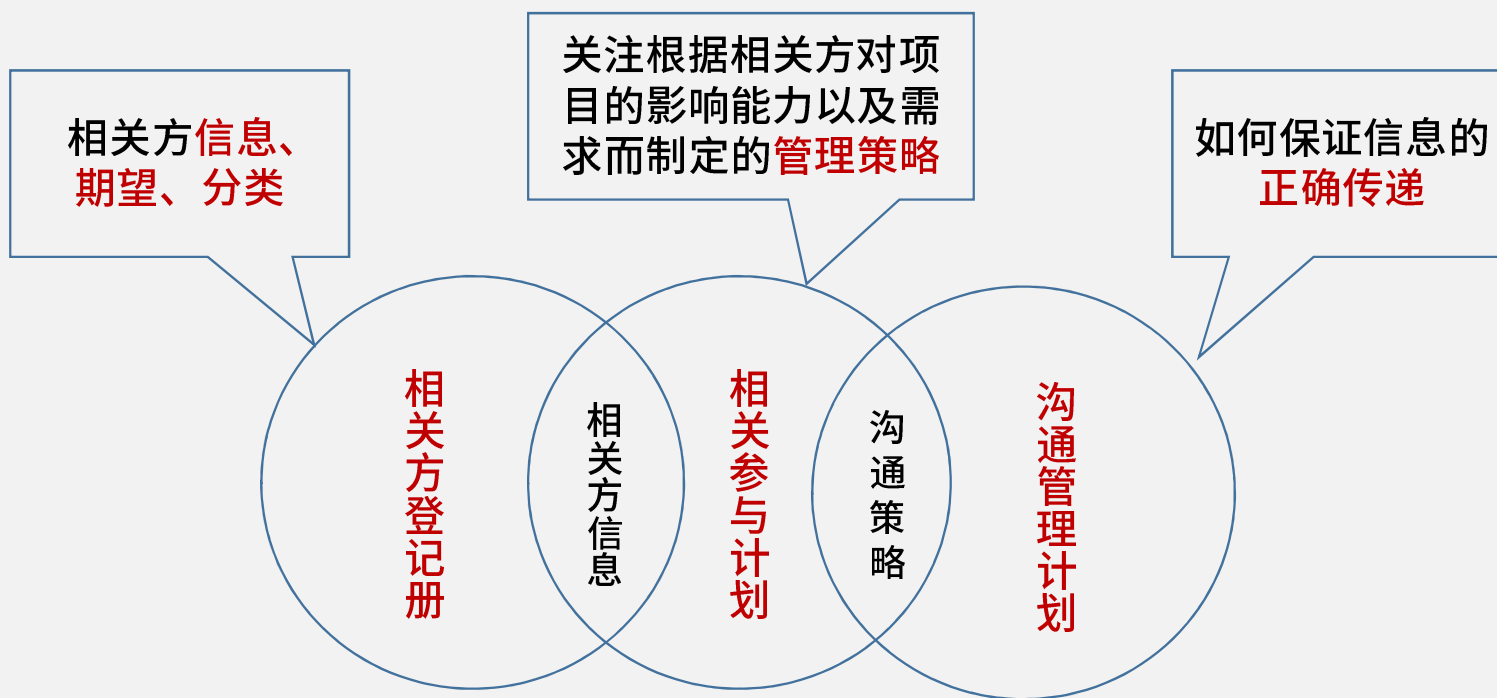 相关方信息、
期望、分类
关注根据相关方对项
目的影响能力以及需
求而制定的管理策略
如何保证信息的
正确传递
相关方登记册
相关方信息
相关参与计划
沟通策略
沟通管理计划